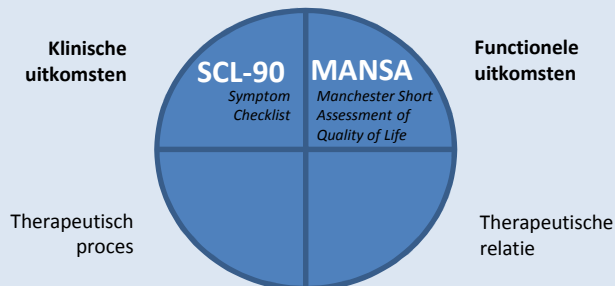 Klinische
uitkomsten
SCL-90
Symptom
Checklist
MANSA
Manchester Short
Assessment of
Quality of Life
Functionele
uitkomsten
Therapeutisch
proces
Therapeutische
relatie